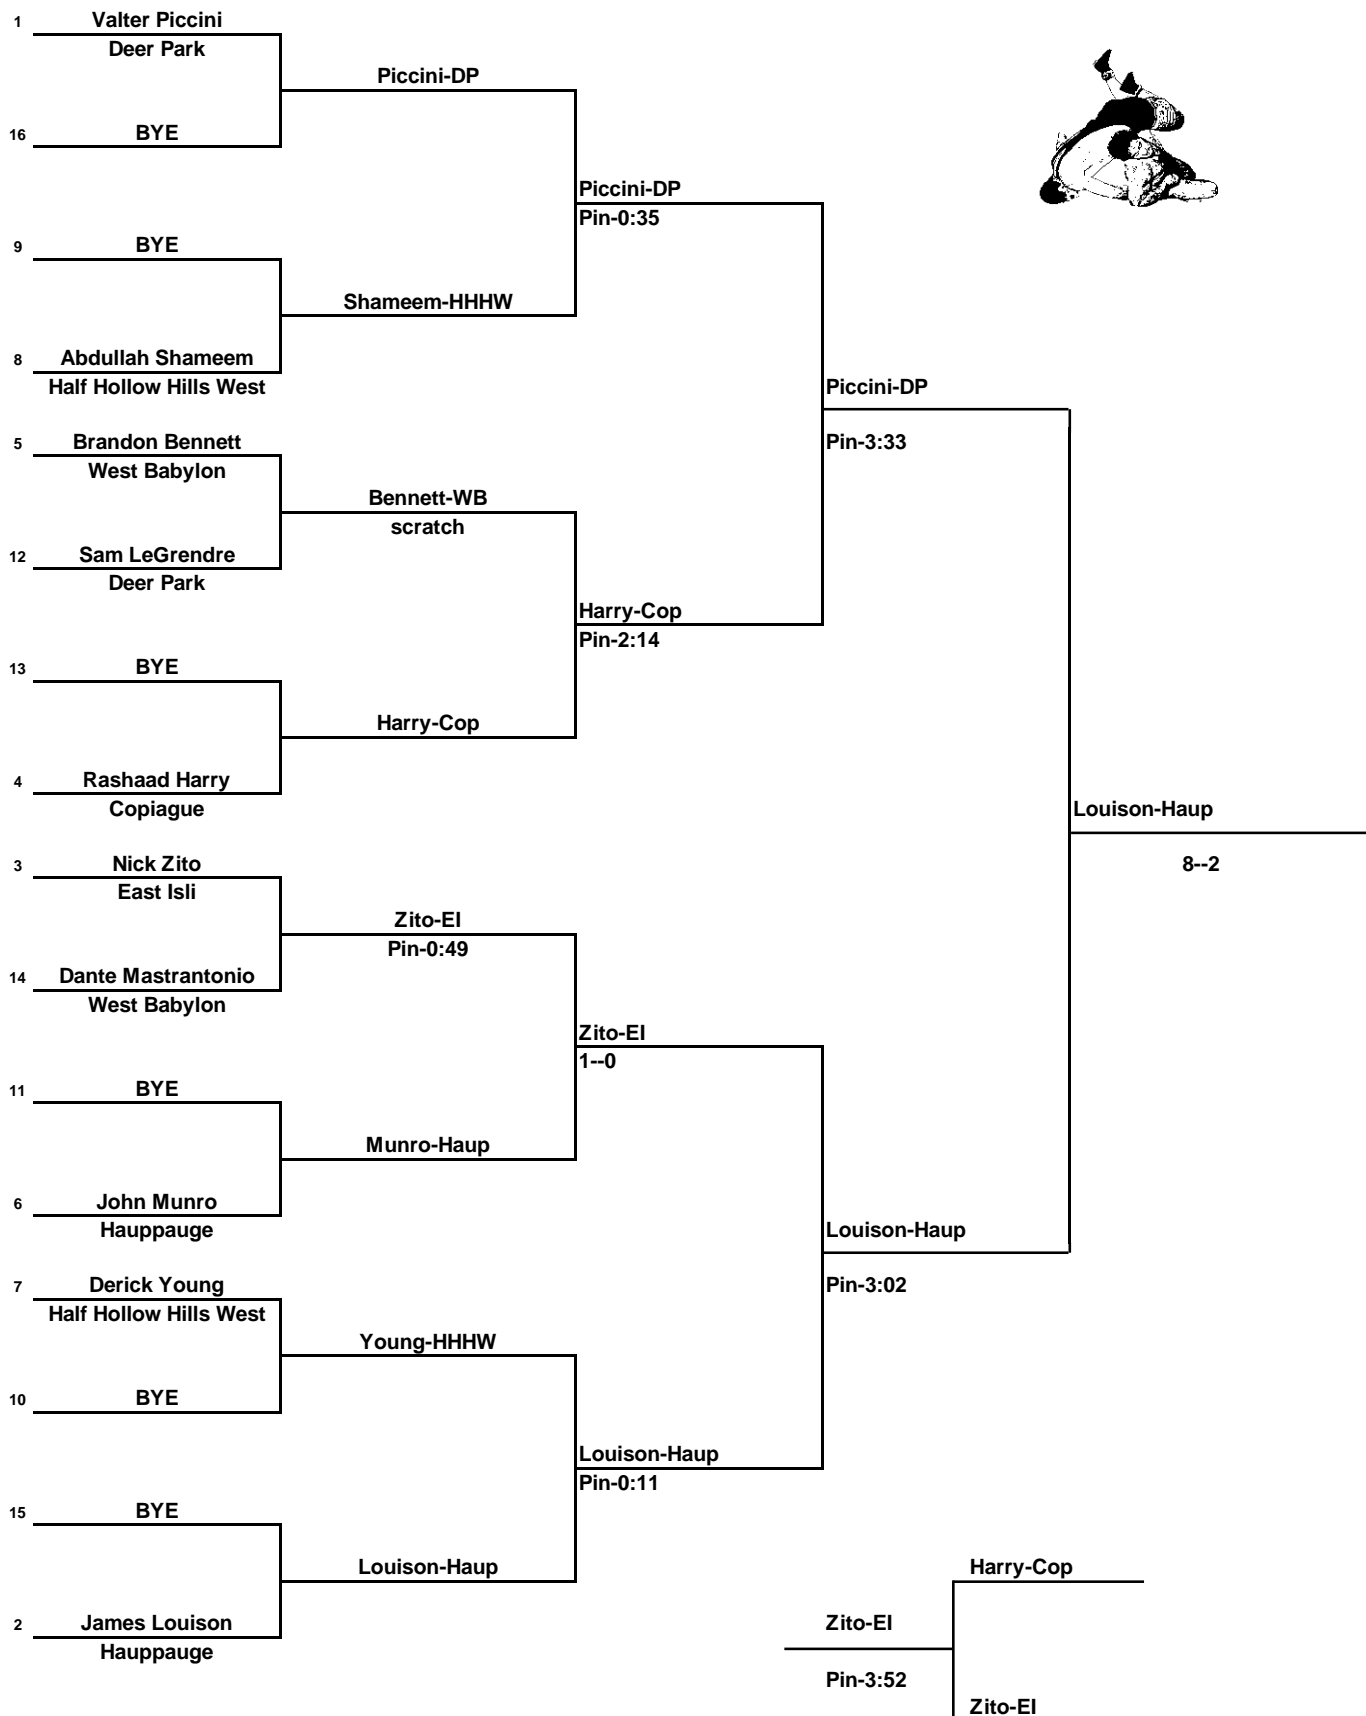 1 Valter Piccini
Deer Park
Piccini-DP
16 BYE
Piccini-DP
Pin-0:35
9 BYE
Shameem-HHHW
8 Abdullah Shameem
Half Hollow Hills West
Piccini-DP
Pin-3:33
5 Brandon Bennett
West Babylon
Bennett-WB
scratch
12 Sam LeGrendre
Deer Park
Harry-Cop
Pin-2:14
13 BYE
Harry-Cop
4 Rashaad Harry
Copiague
Louison-Haup
8--2
3 Nick Zito
East Isli
Zito-EI
Pin-0:49
14 Dante Mastrantonio
West Babylon
Zito-EI
1--0
11 BYE
Munro-Haup
6 John Munro
Hauppauge
Louison-Haup
Pin-3:02
7 Derick Young
Half Hollow Hills West
Young-HHHW
10 BYE
Louison-Haup
Pin-0:11
15 BYE
Louison-Haup
2 James Louison
Hauppauge
Harry-Cop
Zito-EI
Pin-3:52
Zito-EI